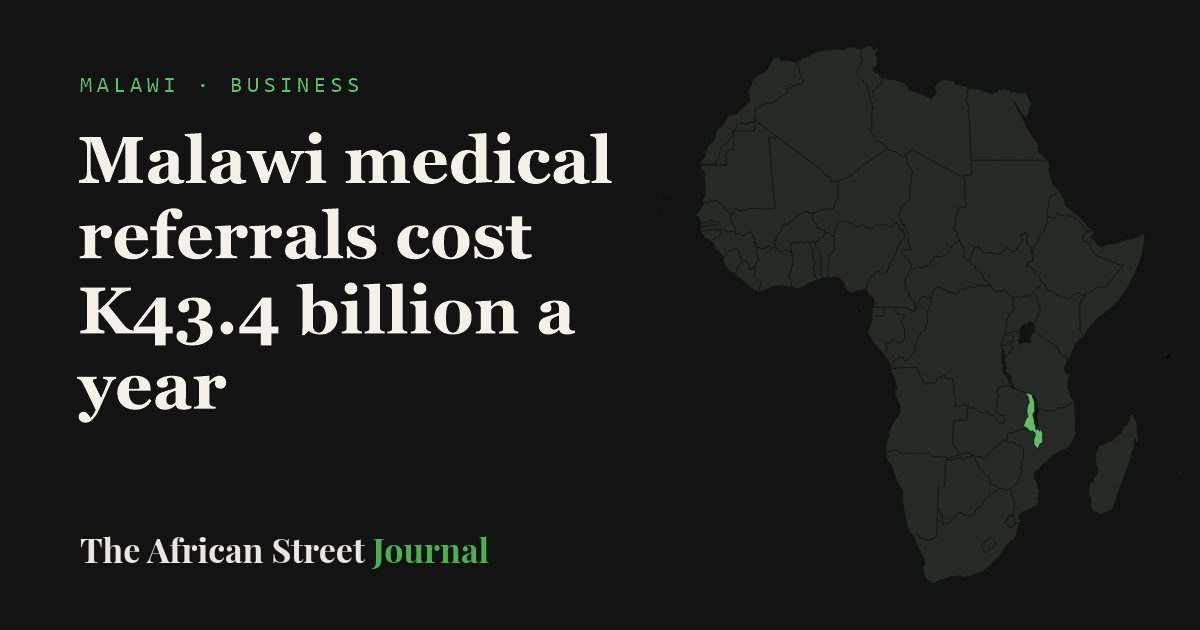 MALAWI · BUSINESS
Malawi medical
referrals cost
K43.4 billion a
year
The African Street Journal